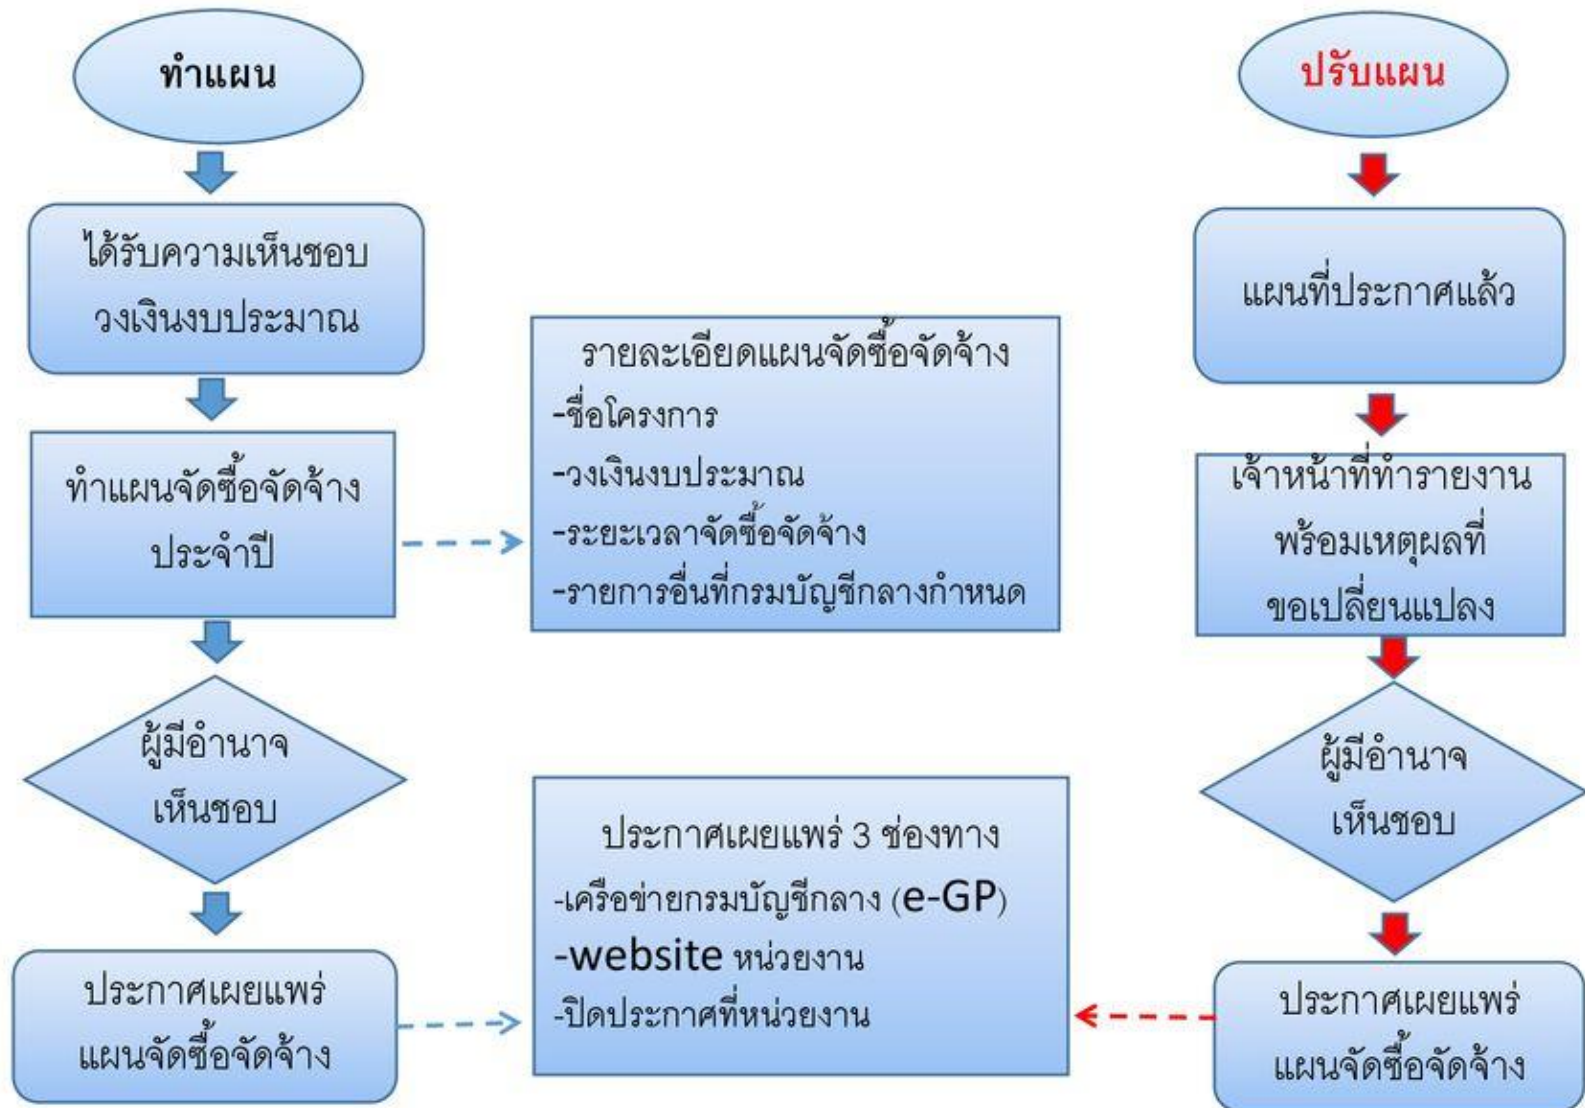 ทำแผน
ได้รับความเห็นชอบ
วงเงินงบประมาณ
ทำแผนจัดซื้อจัดจ้าง
ประจำปี
ผู้มีอำนาจ
เห็นชอบ
ประกาศเผยแพร่
แผนจัดซื้อจัดจ้าง
รายละเอียดแผนจัดซื้อจัดจ้าง
-ชื่อโครงการ
-วงเงินงบประมาณ
-ระยะเวลาจัดซื้อจัดจ้าง
-รายการอื่นที่กรมบัญชีกลางกำหนด
ประกาศเผยแพร่ 3 ช่องทาง
-เครือข่ายกรมบัญชีกลาง (e-GP)
-website หน่วยงาน
-ปิดประกาศที่หน่วยงาน
ปรับแผน
แผนที่ประกาศแล้ว
เจ้าหน้าที่ทำรายงาน
พร้อมเหตุผลที่
ขอเปลี่ยนแปลง
ผู้มีอำนาจ
เห็นชอบ
ประกาศเผยแพร่
แผนจัดซื้อจัดจ้าง